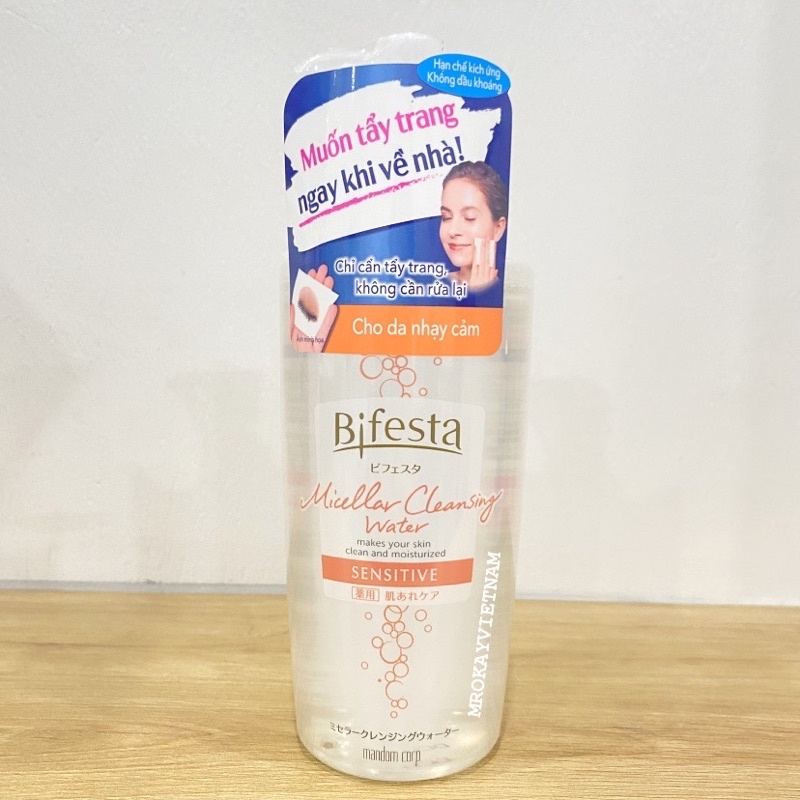 Hạn chế kích ứng
Không dầu khoáng
Muốn tẩy trang
ngay khi về nhà!
Chỉ cần tẩy trang,
không cần rửa lại
Ảnh minh họa
Cho da nhạy cảm
Bifesta
ビフェスタ
Micellar Cleansing
Water
makes your skin
clean and moisturized
SENSITIVE
薬用 肌あれケア
MROKAYVIETNAM
ミセラークレンジングウォーター
mandom corp